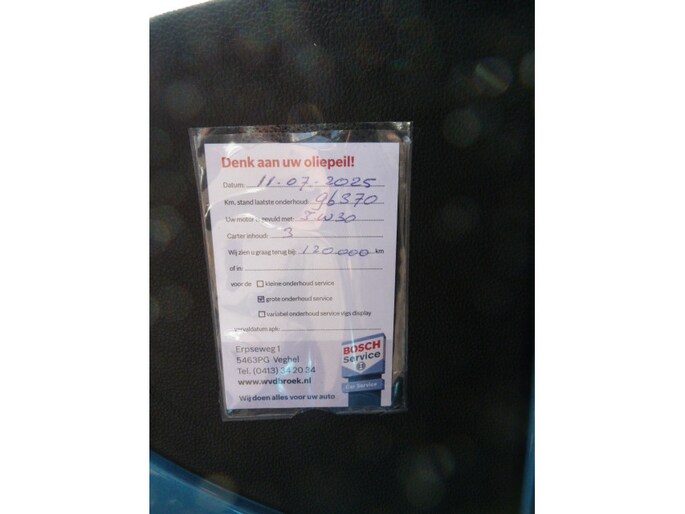 Denk aan uw oliepeil!
Datum: 11-07-2025
Km. stand laatste onderhoud: 96370
Uw motor is gevuld met: 5W30
Carter inhoud: 3
Wij zien u graag terug bij: 120.000 km
of in:
voor de kleine onderhoud service
grote onderhoud service
variabel onderhoud service vlgs display
vervaldatum apk:
Erpseweg 1
5463PG Veghel
Tel. (0413) 34 20 34
www.wvdbroek.nl
Wij doen alles voor uw auto
BOSCH
Service
Car Service